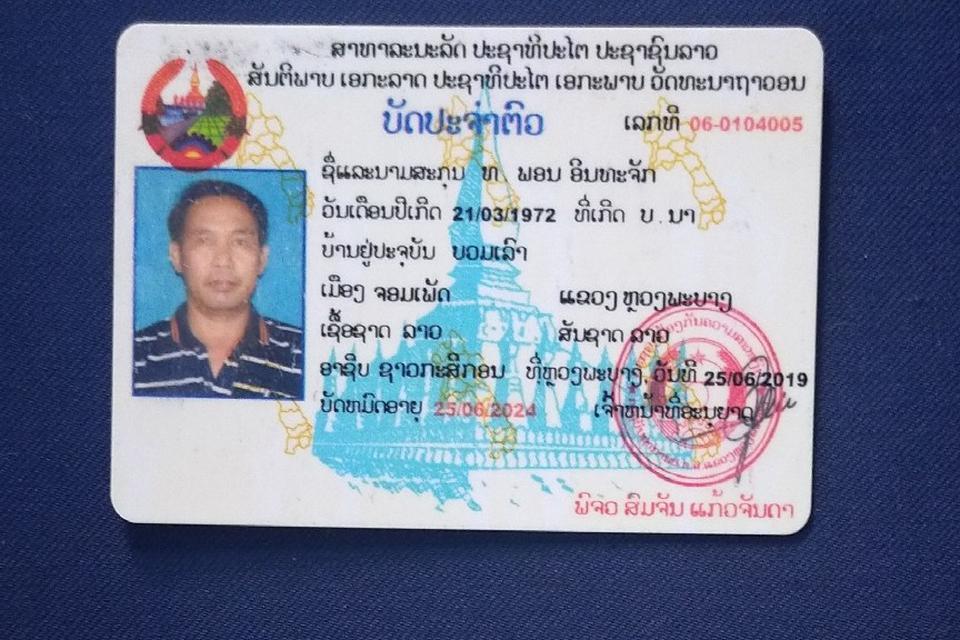 ສາທາລະນະລັດ ປະຊາທິປະໄຕ ປະຊາຊົນລາວ
ສັນຕິພາບ ເອກະລາດ ປະຊາທິປະໄຕ ເອກະພາບ ວັດທະນາຖາວອນ
ບັດປະຈຳຕົວ ເລກທີ 06-0104005
ຊື່ແລະນາມສະກຸນ ທ ພອນ ອິນທະຈັກ
ວັນເດືອນປີເກີດ 21/03/1972 ທີ່ເກີດ ບ.ນາ
ບ້ານຢູ່ປະຈຸບັນ ບອມເລົາ
ເມືອງ ຈອມເພັດ ແຂວງ ຫຼວງພະບາງ
ເຊື້ອຊາດ ລາວ ສັນຊາດ ລາວ
ອາຊີບ ຊາວກະສິກອນ ທີ່ຫຼວງພະບາງ, ວັນທີ 25/06/2019
ບັດຫມົດອາຍຸ 25/06/2024 ເຈົ້າຫນ້າທີ່ອະນຸຍາດ
ພົຈວ ສົມຈັນ ແກ້ວຈັນດາ